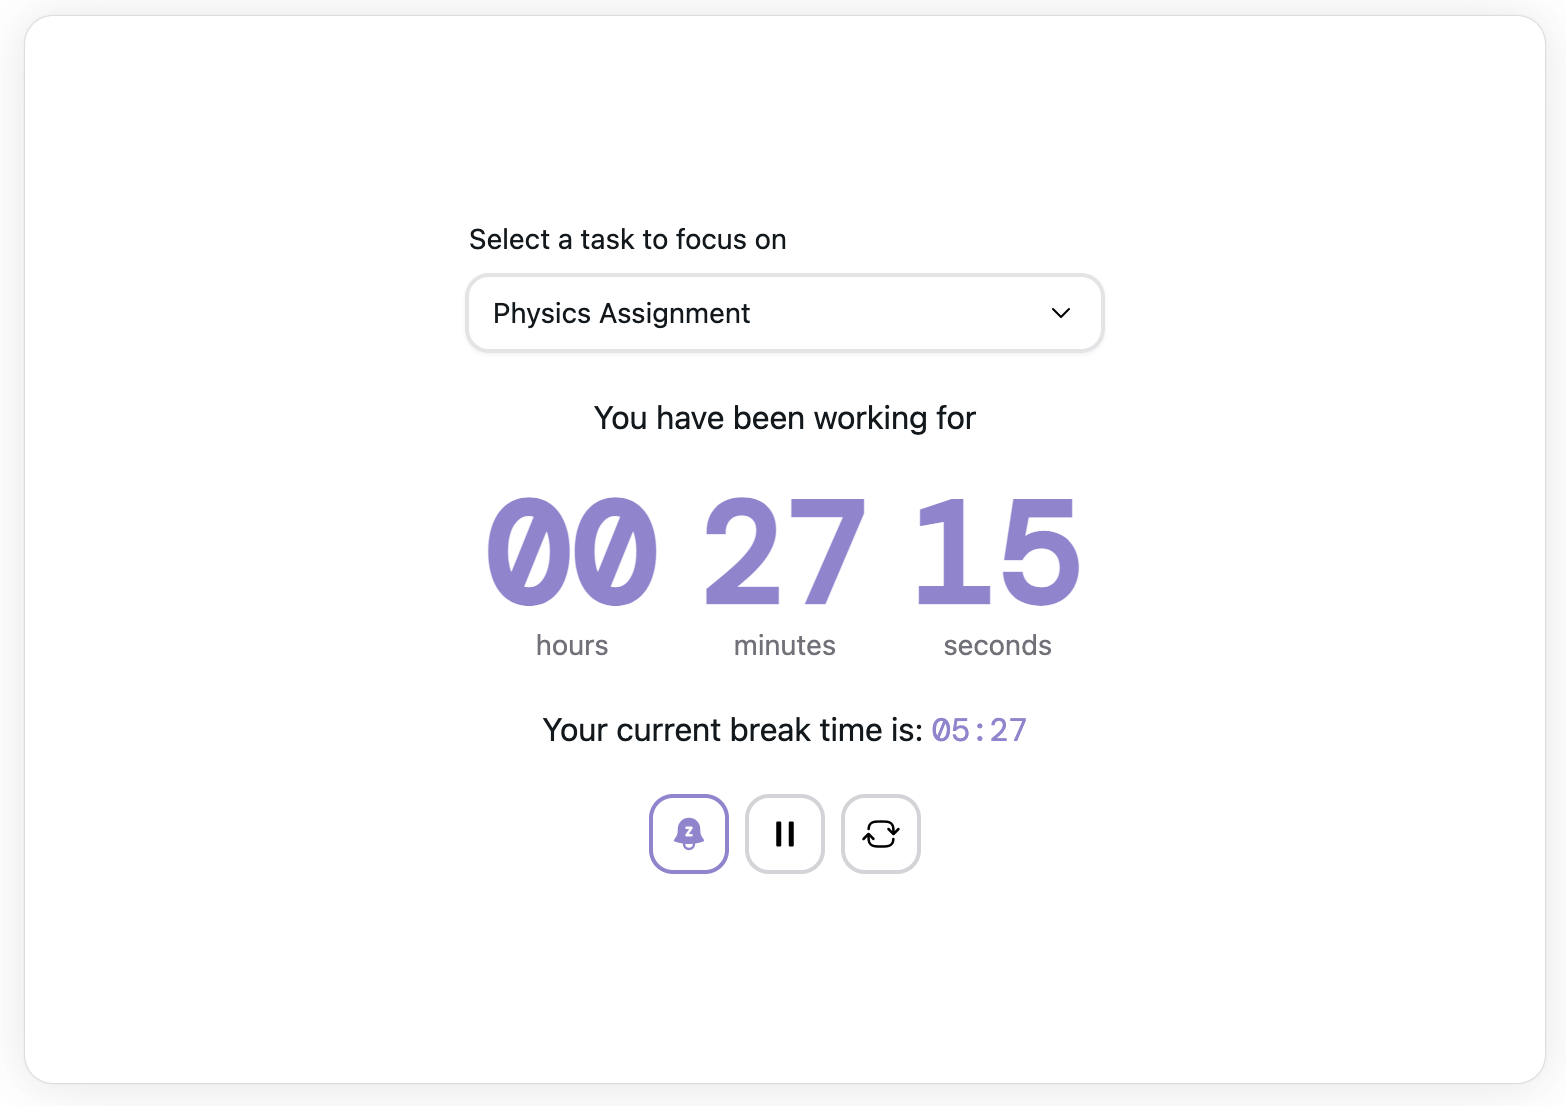 Select a task to focus on
Physics Assignment
You have been working for
00 27 15
hours minutes seconds
Your current break time is: 05:27
z